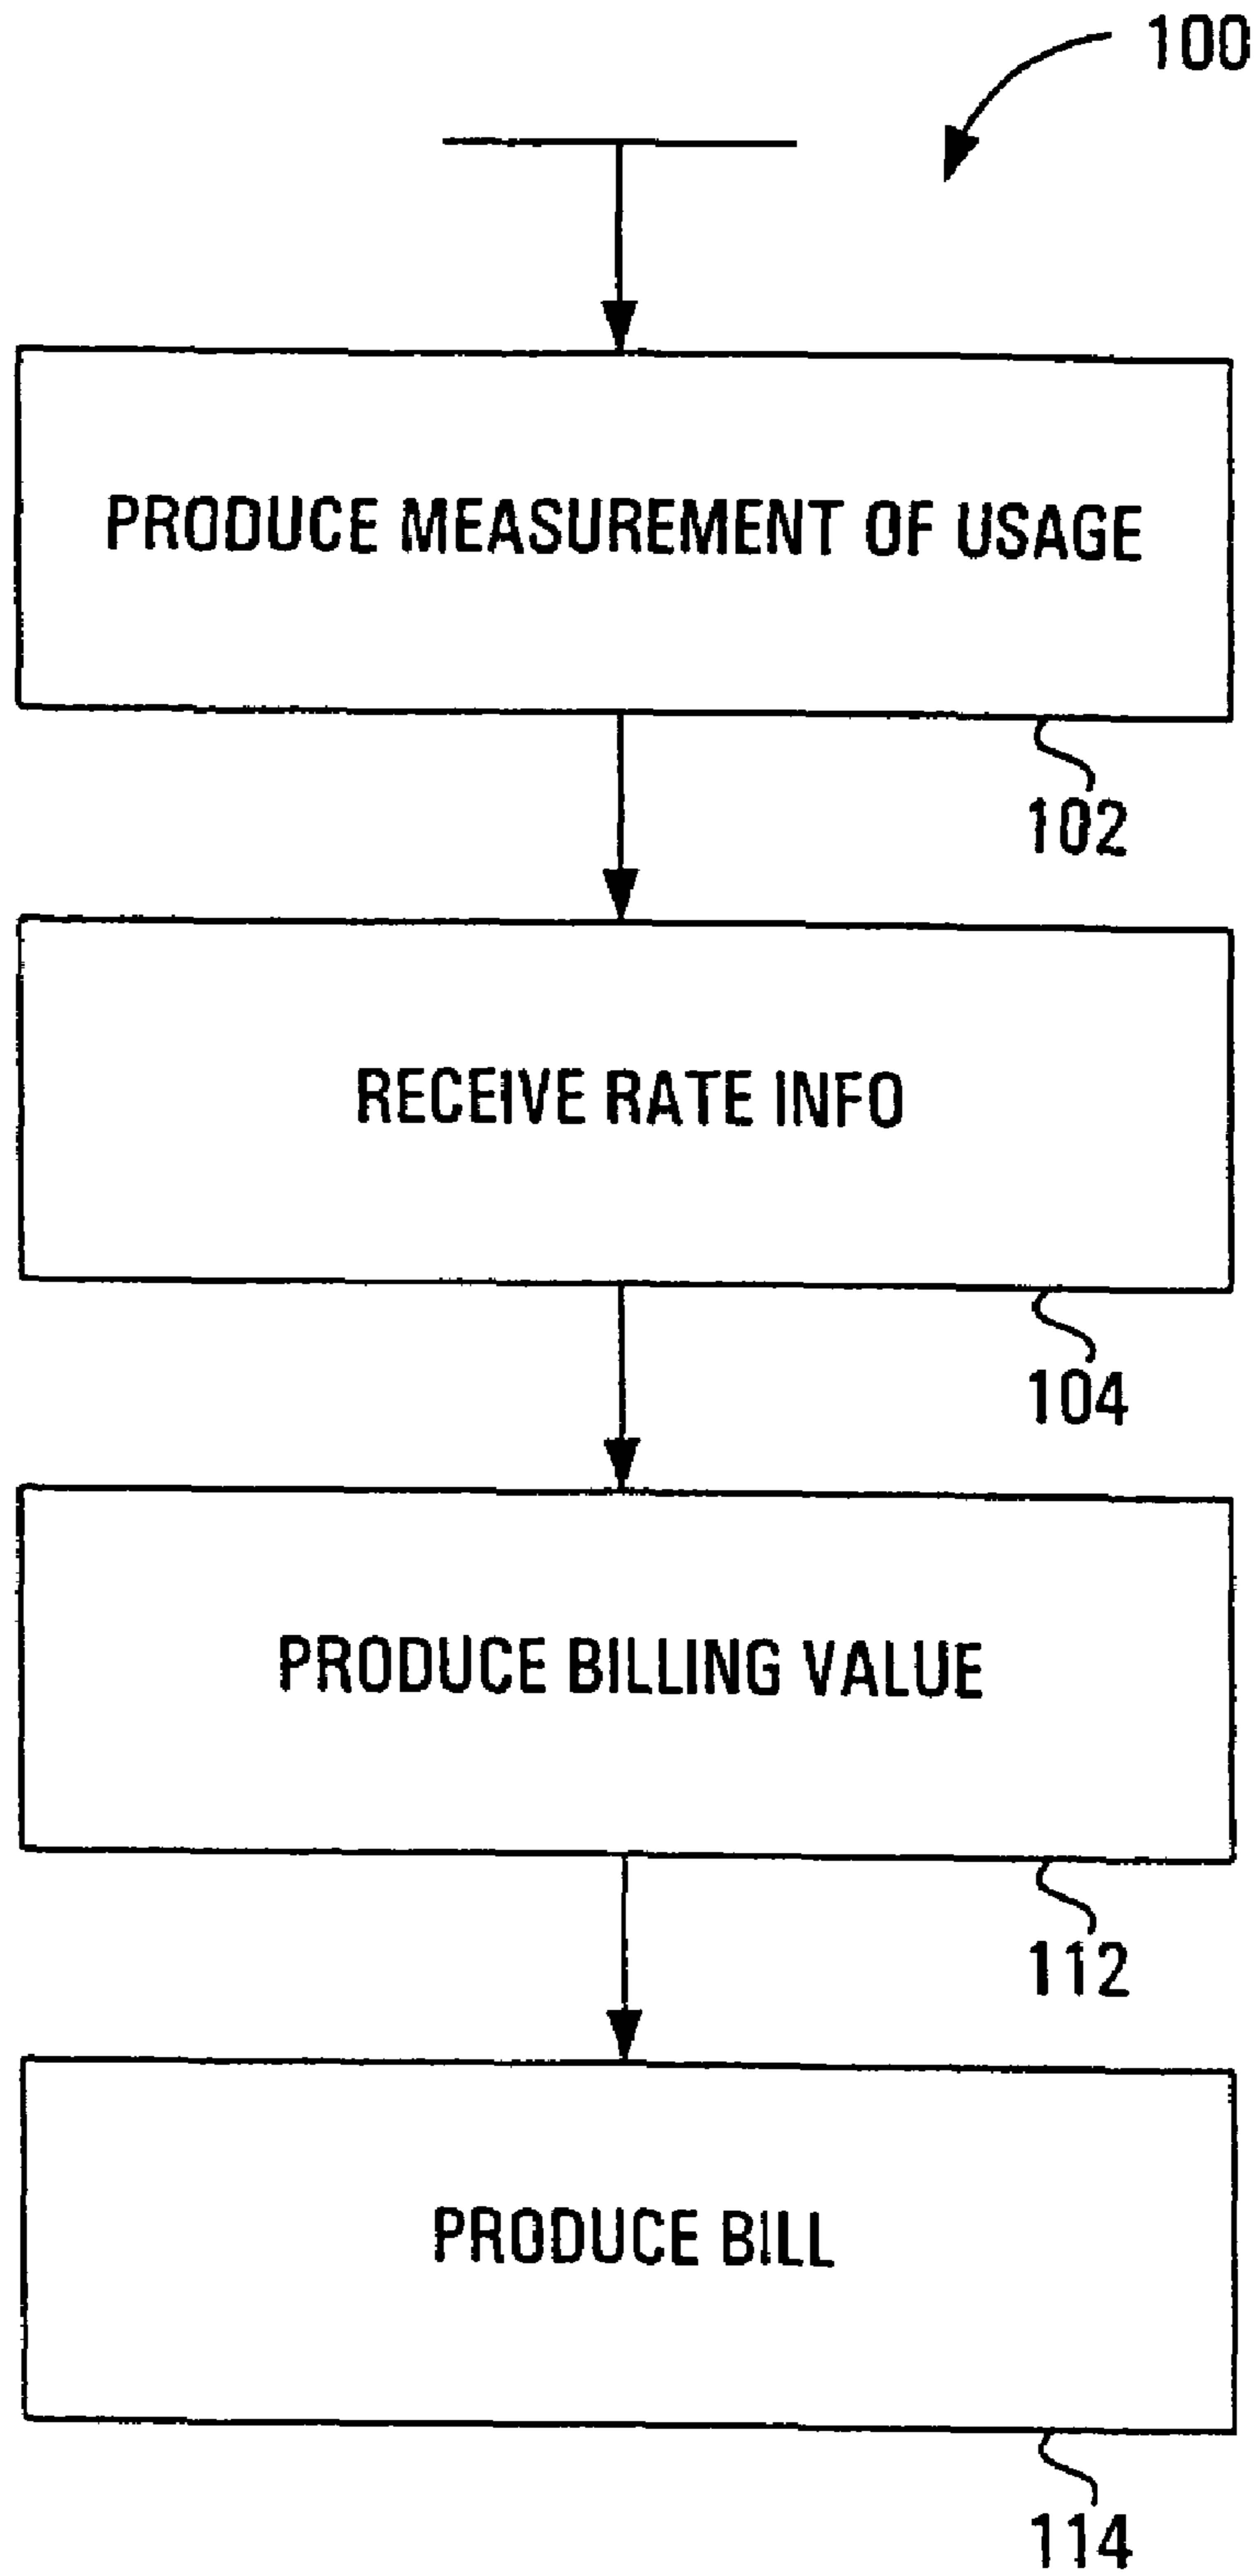 100
PRODUCE MEASUREMENT OF USAGE
102
RECEIVE RATE INFO
104
PRODUCE BILLING VALUE
112
PRODUCE BILL
114